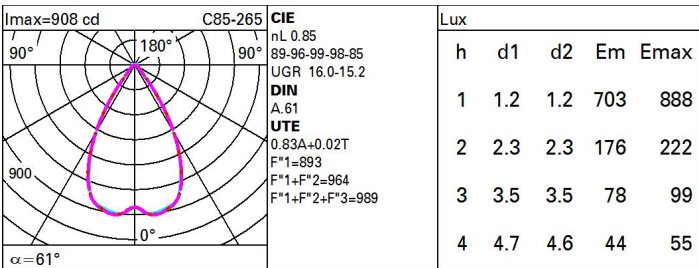 Imax=908 cd C85-265
90° 180° 90°
900
0°
α=61°
CIE
nL 0.85
89-96-99-98-85
UGR 16.0-15.2
DIN
A.61
UTE
0.83A+0.02T
F"1=893
F"1+F"2=964
F"1+F"2+F"3=989
Lux
h d1 d2 Em Emax
1 1.2 1.2 703 888
2 2.3 2.3 176 222
3 3.5 3.5 78 99
4 4.7 4.6 44 55